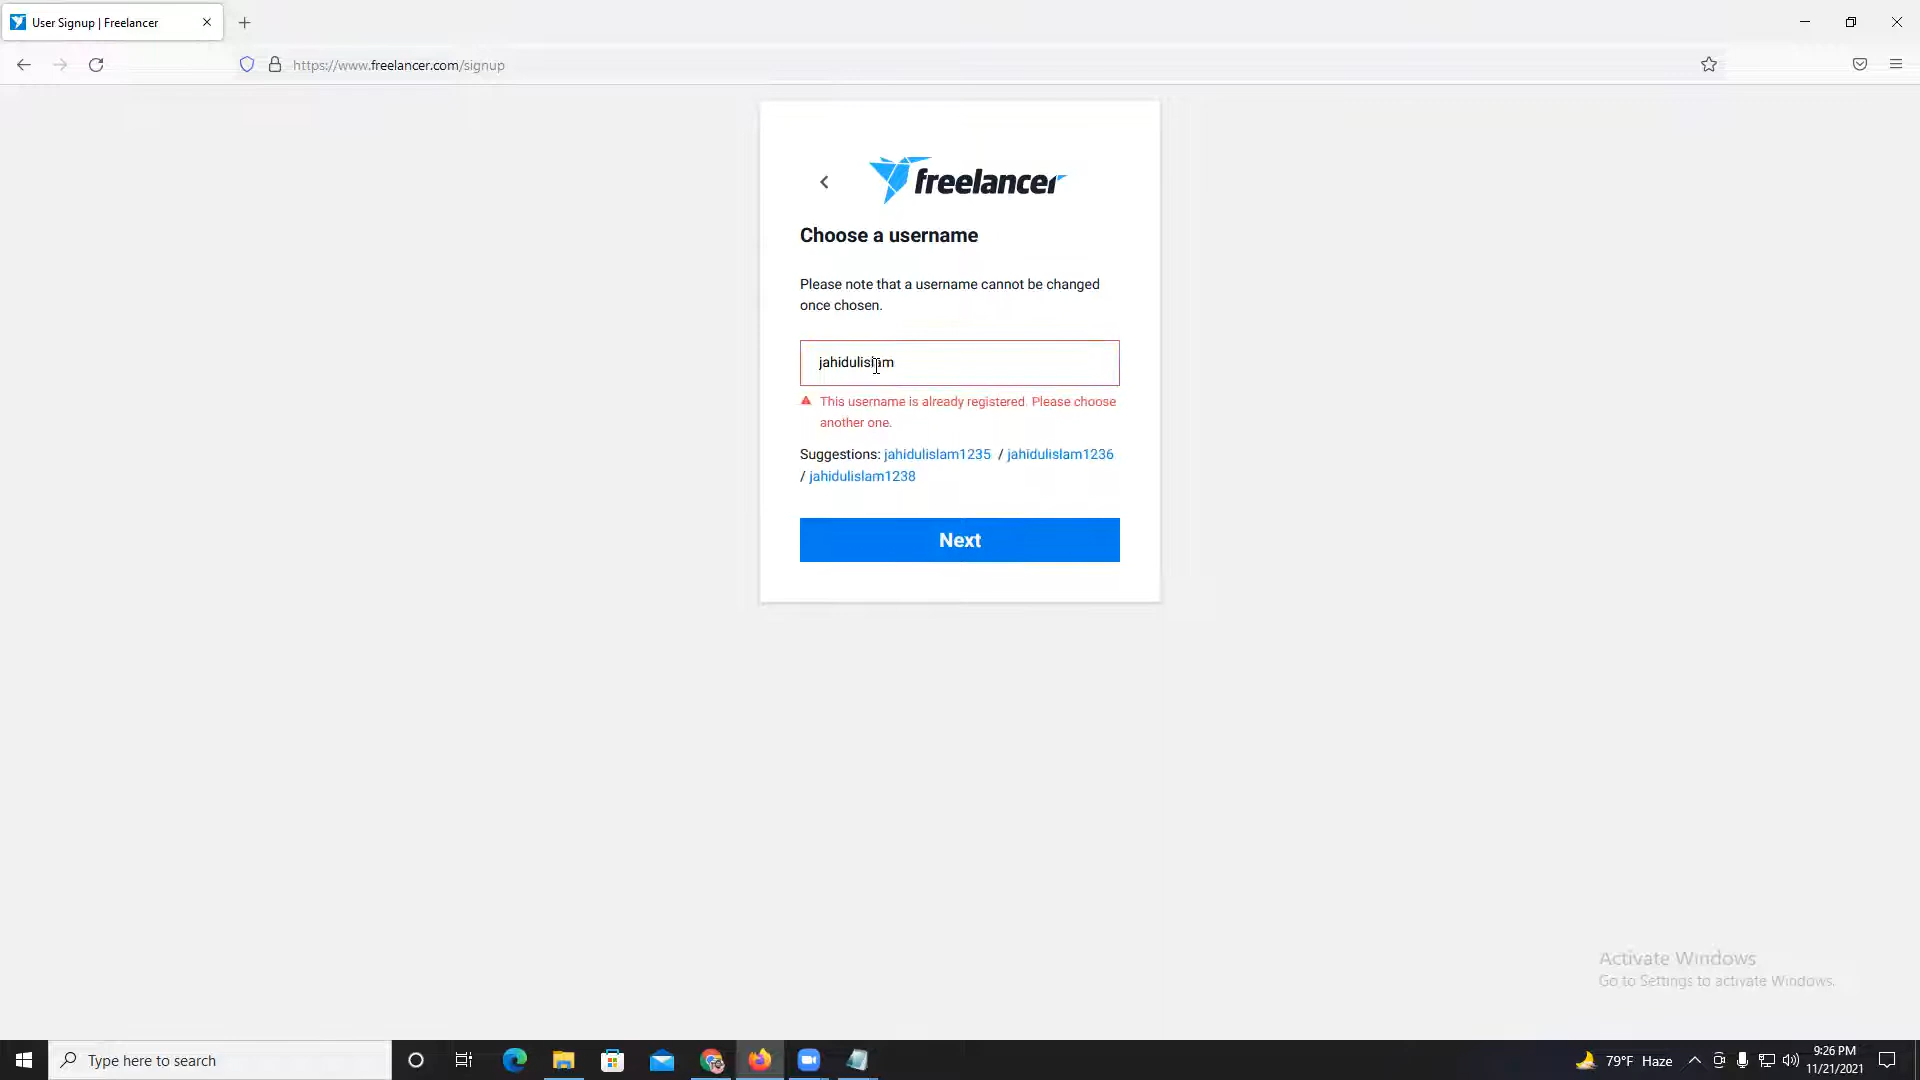 User Signup | Freelancer
https://www.freelancer.com/signup
freelancer
Choose a username
Please note that a username cannot be changed
once chosen.
jahidulislam
This username is already registered. Please choose
another one.
Suggestions: jahidulislam1235 / jahidulislam1236
/ jahidulislam1238
Next
Activate Windows
Go to Settings to activate Windows.
Type here to search
79°F Haze
9:26 PM
11/21/2021